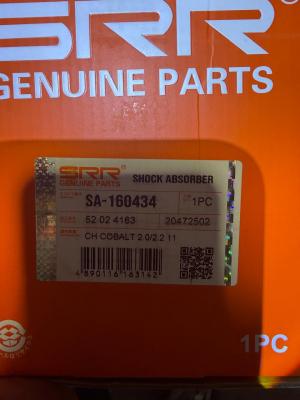 SRR®
GENUINE PARTS
SRR
GENUINE PARTS
SHOCK ABSORBER
SA-160434
1PC
52 02 4163
20472502
CH COBALT 2.0/2.2 11
4890116163142
1PC